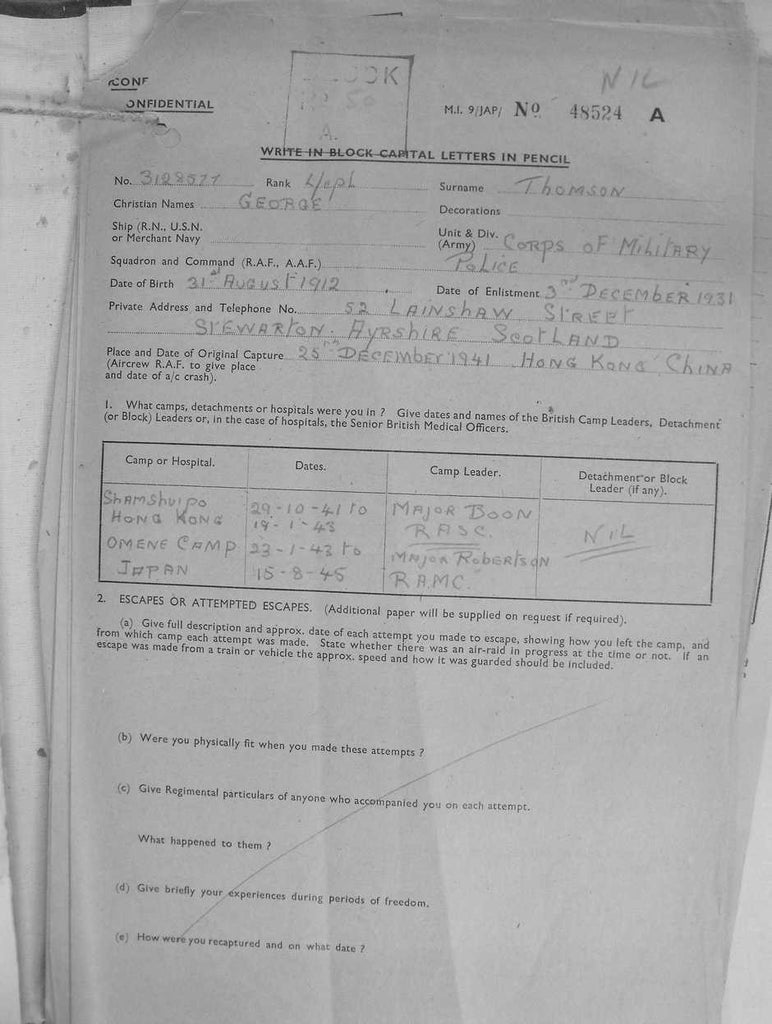 NIL
CONF
ONFIDENTIAL
M.I. 9/JAP/ No 48524 A
WRITE IN BLOCK CAPITAL LETTERS IN PENCIL
No. 3128577 Rank L/cpl Surname THOMSON
Christian Names GEORGE Decorations
Ship (R.N., U.S.N.
or Merchant Navy
Unit & Div.
(Army) CORPS OF MILITARY
POLICE
Squadron and Command (R.A.F., A.A.F.)
Date of Birth 31st AUGUST 1912 Date of Enlistment 3rd DECEMBER 1931
Private Address and Telephone No. 52 LAINSHAW STREET
STEWARTON. AYRSHIRE SCOTLAND
Place and Date of Original Capture 25TH DECEMBER 1941 HONG KONG CHINA
(Aircrew R.A.F. to give place
and date of a/c crash).
1. What camps, detachments or hospitals were you in ? Give dates and names of the British Camp Leaders, Detachment
(or Block) Leaders or, in the case of hospitals, the Senior British Medical Officers.
Camp or Hospital. Dates. Camp Leader. Detachment or Block
Leader (if any).
SHAMSHUIPO 29-10-41 to MAJOR BOON
HONG KONG 19-1-43 RASC. NIL
OMENE CAMP 23-1-43 to MAJOR ROBERTSON
JAPAN 15-8-45 RAMC.
2. ESCAPES OR ATTEMPTED ESCAPES. (Additional paper will be supplied on request if required).
(a) Give full description and approx. date of each attempt you made to escape, showing how you left the camp, and
from which camp each attempt was made. State whether there was an air-raid in progress at the time or not. If an
escape was made from a train or vehicle the approx. speed and how it was guarded should be included.
(b) Were you physically fit when you made these attempts ?
(c) Give Regimental particulars of anyone who accompanied you on each attempt.
What happened to them ?
(d) Give briefly your experiences during periods of freedom.
(e) How were you recaptured and on what date ?